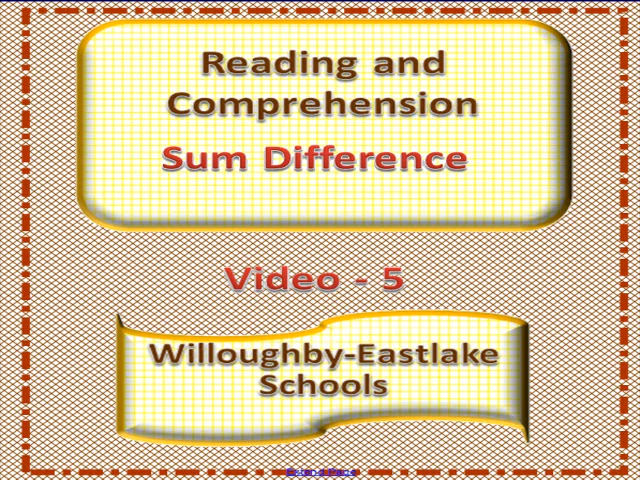 Reading and
Comprehension
Sum Difference
Video - 5
Willoughby-Eastlake
Schools